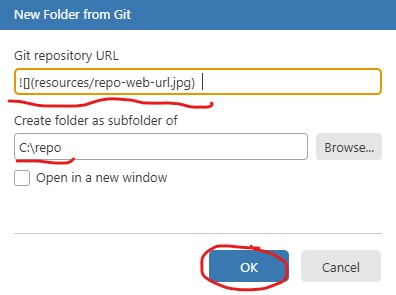 New Folder from Git
Git repository URL
![](resources/repo-web-url.jpg)
Create folder as subfolder of
C:\repo
Browse...
Open in a new window
OK
Cancel